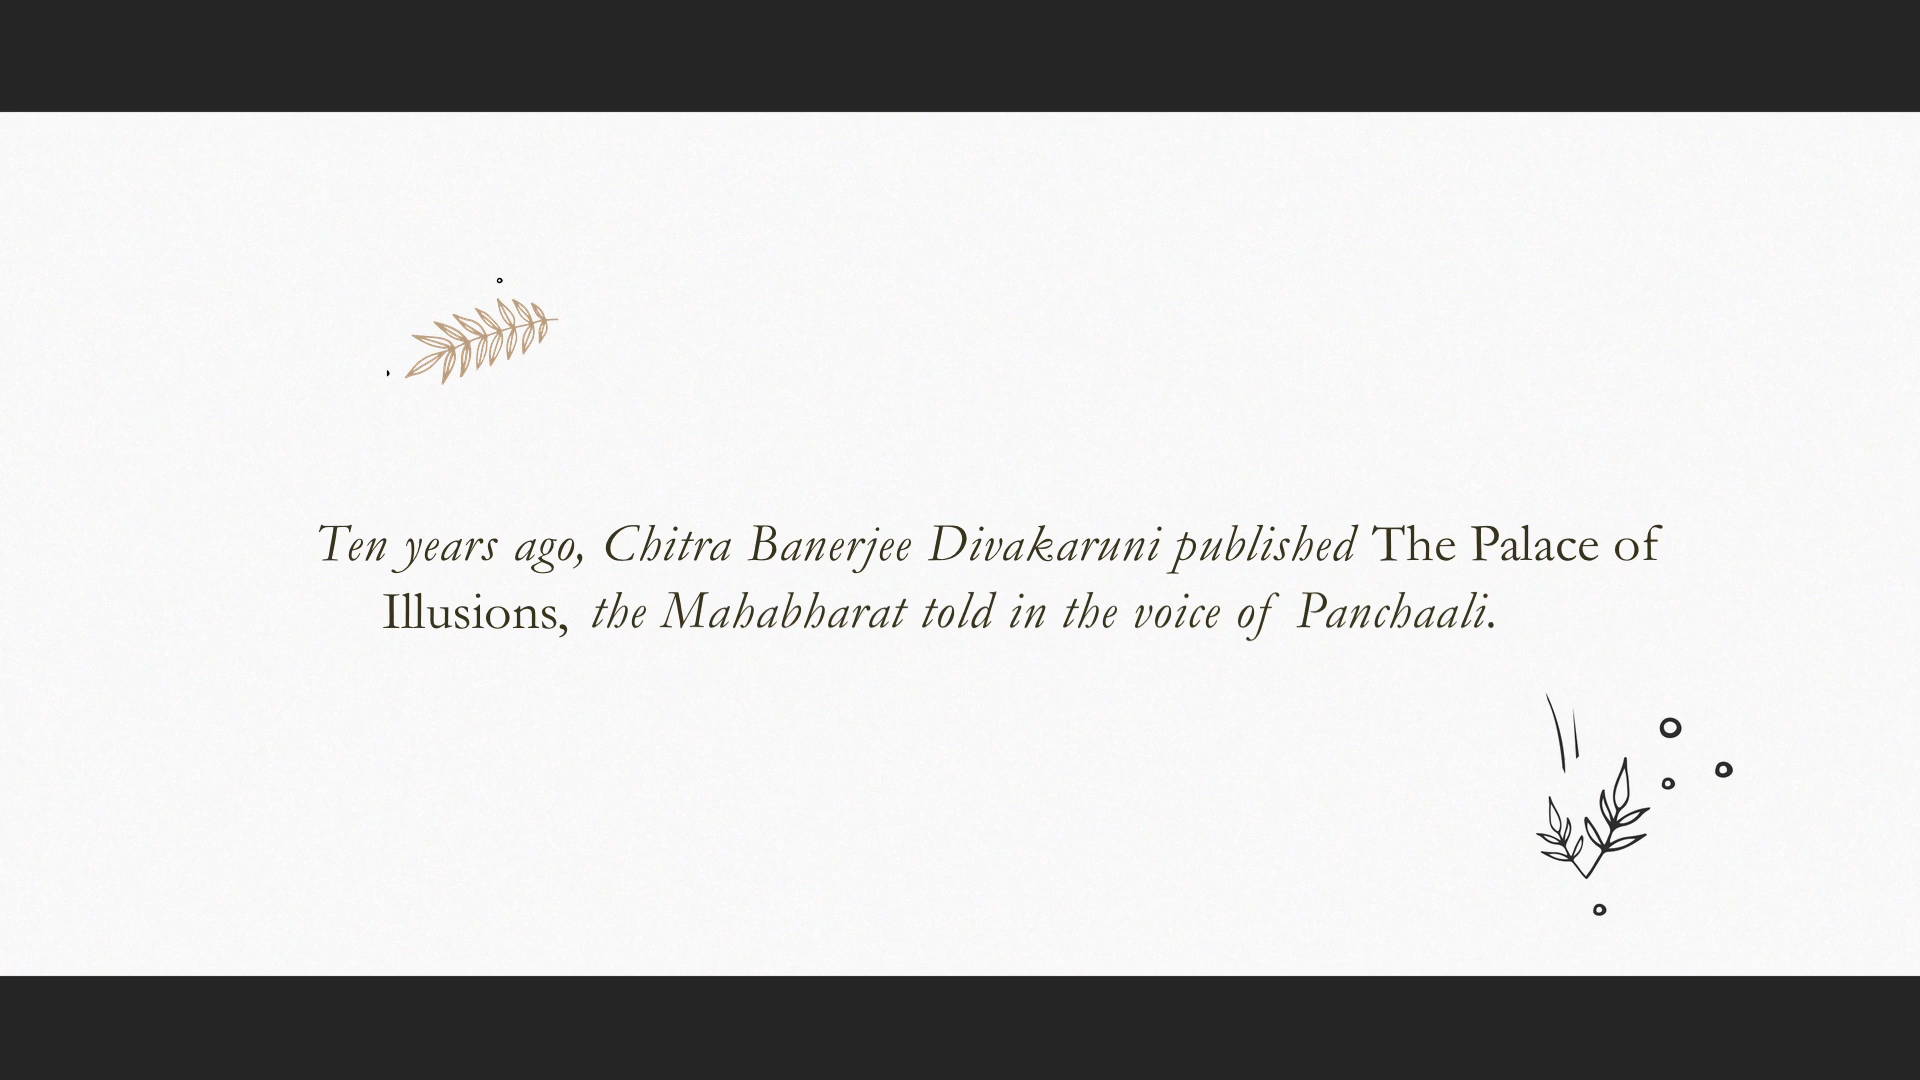 Ten years ago, Chitra Banerjee Divakaruni published The Palace of
Illusions, the Mahabharat told in the voice of Panchaali.